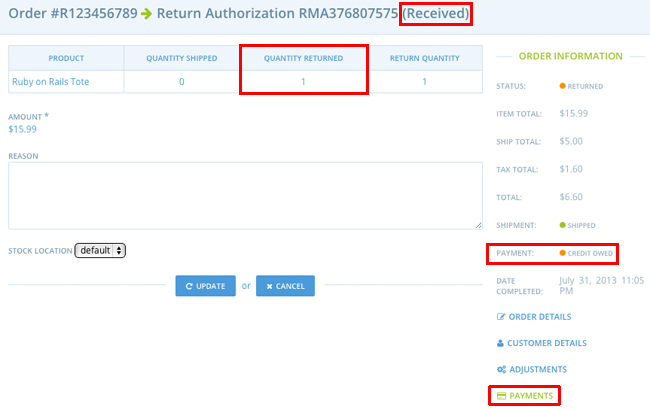 Order #R123456789 → Return Authorization RMA376807575 (Received)
PRODUCT QUANTITY SHIPPED QUANTITY RETURNED RETURN QUANTITY
Ruby on Rails Tote 0 1 1
AMOUNT *
$15.99
REASON
STOCK LOCATION default
UPDATE or CANCEL
ORDER INFORMATION
STATUS: RETURNED
ITEM TOTAL: $15.99
SHIP TOTAL: $5.00
TAX TOTAL: $1.60
TOTAL: $6.60
SHIPMENT: SHIPPED
PAYMENT: CREDIT OWED
DATE COMPLETED: July 31, 2013 11:05 PM
ORDER DETAILS
CUSTOMER DETAILS
ADJUSTMENTS
PAYMENTS